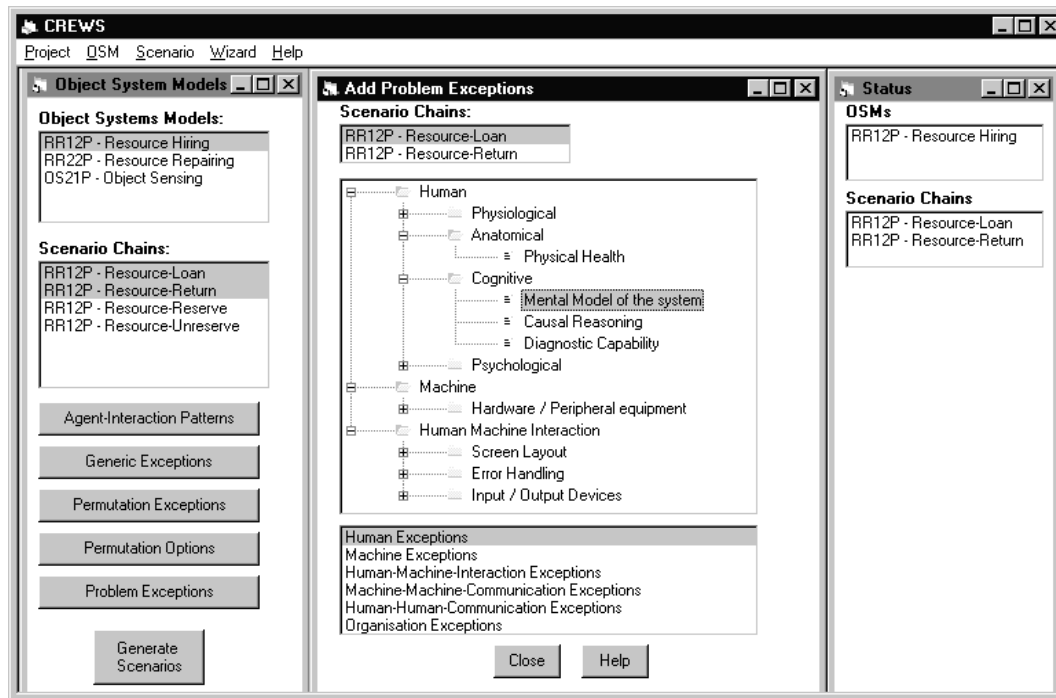 CREWS
Project OSM Scenario Wizard Help
Object System Models
Object Systems Models:
RR12P - Resource Hiring
RR22P - Resource Repairing
OS21P - Object Sensing
Scenario Chains:
RR12P - Resource-Loan
RR12P - Resource-Return
RR12P - Resource-Reserve
RR12P - Resource-Unreserve
Agent-Interaction Patterns
Generic Exceptions
Permutation Exceptions
Permutation Options
Problem Exceptions
Generate
Scenarios
Add Problem Exceptions
Scenario Chains:
RR12P - Resource-Loan
RR12P - Resource-Return
Human
Physiological
Anatomical
Physical Health
Cognitive
Mental Model of the system
Causal Reasoning
Diagnostic Capability
Psychological
Machine
Hardware / Peripheral equipment
Human Machine Interaction
Screen Layout
Error Handling
Input / Output Devices
Human Exceptions
Machine Exceptions
Human-Machine-Interaction Exceptions
Machine-Machine-Communication Exceptions
Human-Human-Communication Exceptions
Organisation Exceptions
Close Help
Status
OSMs
RR12P - Resource Hiring
Scenario Chains
RR12P - Resource-Loan
RR12P - Resource-Return